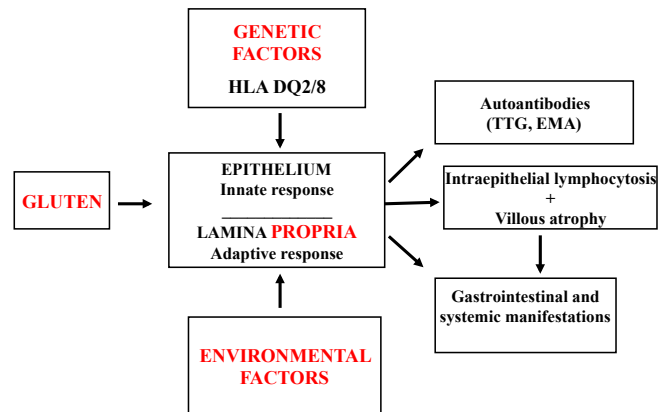 GENETIC
FACTORS
HLA DQ2/8
Autoantibodies
(TTG, EMA)
EPITHELIUM
Innate response
LAMINA PROPRIA
Adaptive response
GLUTEN
Intraepithelial lymphocytosis
+
Villous atrophy
Gastrointestinal and
systemic manifestations
ENVIRONMENTAL
FACTORS